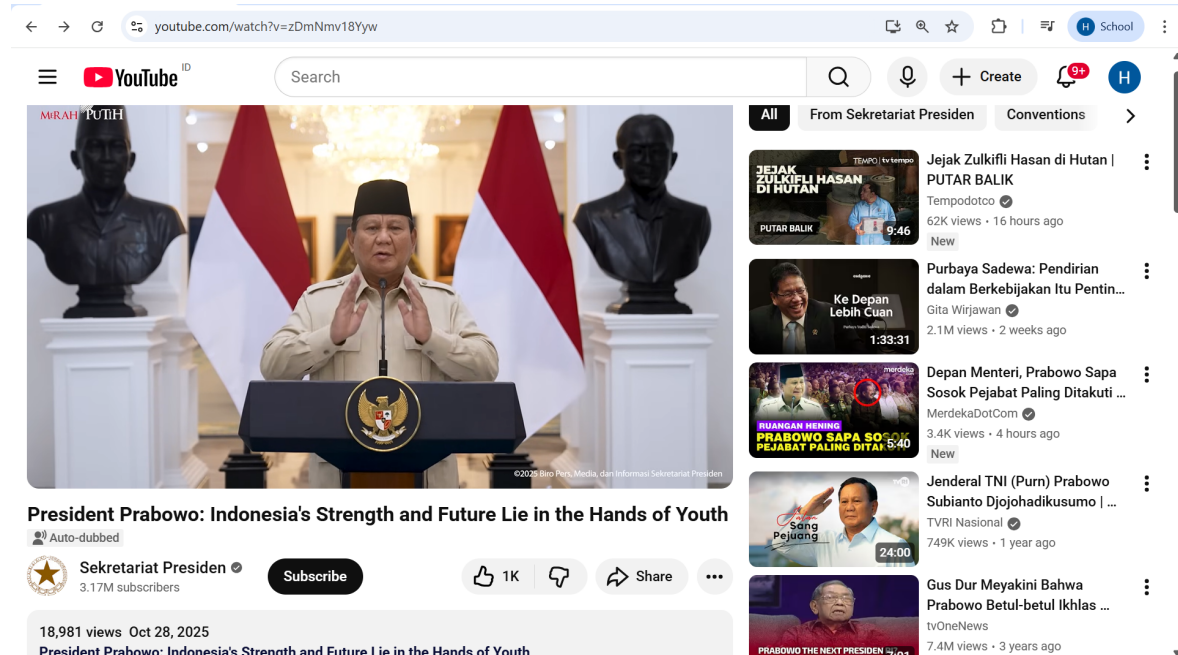 youtube.com/watch?v=zDmNmv18Yyw
H School
YouTube ID
Search
Create
9+
H
MERAH PUTIH
©2025 Biro Pers, Media, dan Informasi Sekretariat Presiden
President Prabowo: Indonesia's Strength and Future Lie in the Hands of Youth
Auto-dubbed
Sekretariat Presiden
3.17M subscribers
Subscribe
1K
Share
18,981 views Oct 28, 2025
President Prabowo: Indonesia's Strength and Future Lie in the Hands of Youth
All
From Sekretariat Presiden
Conventions
TEMPO | tv tempo
JEJAK
ZULKIFLI HASAN
DI HUTAN
PUTAR BALIK
9:46
Jejak Zulkifli Hasan di Hutan |
PUTAR BALIK
Tempodotco
62K views • 16 hours ago
New
endgame
Ke Depan
Lebih Cuan
1:33:31
Purbaya Sadewa: Pendirian
dalam Berkebijakan Itu Pentin...
Gita Wirjawan
2.1M views • 2 weeks ago
merdeka
RUANGAN HENING
PRABOWO SAPA SOSOK
PEJABAT PALING DITAKUTI
5:40
Depan Menteri, Prabowo Sapa
Sosok Pejabat Paling Ditakuti ...
MerdekaDotCom
3.4K views • 4 hours ago
New
Sang
Pejuang
24:00
Jenderal TNI (Purn) Prabowo
Subianto Djojohadikusumo | ...
TVRI Nasional
749K views • 1 year ago
PRABOWO THE NEXT PRESIDEN
7:01
Gus Dur Meyakini Bahwa
Prabowo Betul-betul Ikhlas ...
tvOneNews
7.4M views • 3 years ago